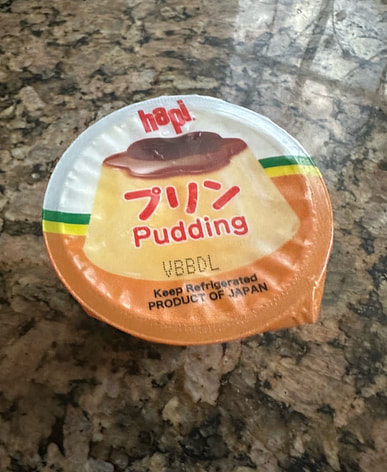 hapi.
プリン
Pudding
VBBDL
Keep Refrigerated
PRODUCT OF JAPAN